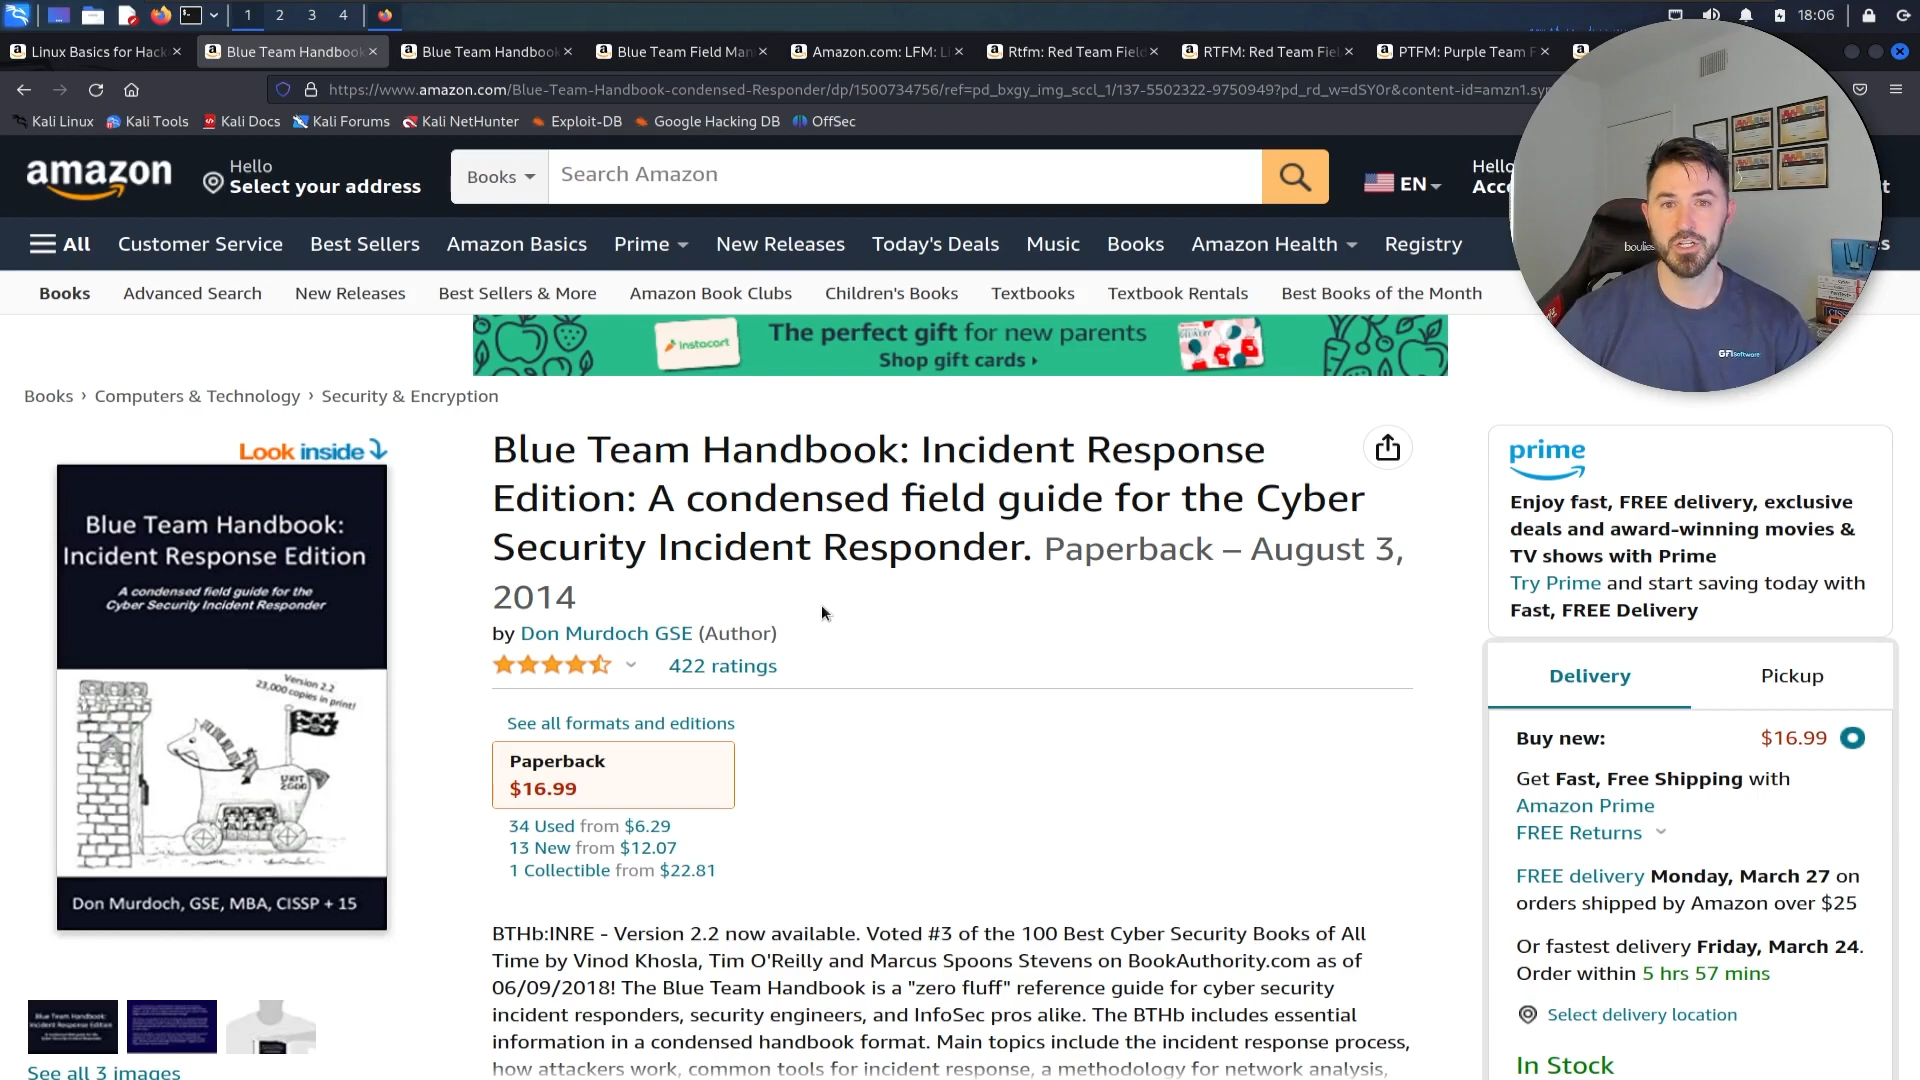 1
2
3
4
18:06
Linux Basics for Hack
Blue Team Handbook
Blue Team Handbook
Blue Team Field Man
Amazon.com: LFM: L
Rtfm: Red Team Field
RTFM: Red Team Fie
PTFM: Purple Team F
https://www.amazon.com/Blue-Team-Handbook-condensed-Responder/dp/1500734756/ref=pd_bxgy_img_sccl_1/137-5502322-9750949?pd_rd_w=dSY0r&content-id=amzn1.sy
Kali Linux
Kali Tools
Kali Docs
Kali Forums
Kali NetHunter
Exploit-DB
Google Hacking DB
OffSec
amazon
Hello
Select your address
Books
Search Amazon
EN
Hello
Acc
t
All
Customer Service
Best Sellers
Amazon Basics
Prime
New Releases
Today's Deals
Music
Books
Amazon Health
Registry
s
Books
Advanced Search
New Releases
Best Sellers & More
Amazon Book Clubs
Children's Books
Textbooks
Textbook Rentals
Best Books of the Month
boulies
GFI Software
instacart
The perfect gift for new parents
Shop gift cards ›
Books › Computers & Technology › Security & Encryption
Look inside
Blue Team Handbook:
Incident Response Edition
A condensed field guide for the
Cyber Security Incident Responder
Version 2.2
23,000 copies in print!
Don Murdoch, GSE, MBA, CISSP + 15
See all 3 images
Blue Team Handbook: Incident Response
Edition: A condensed field guide for the Cyber
Security Incident Responder. Paperback – August 3,
2014
by Don Murdoch GSE (Author)
422 ratings
See all formats and editions
Paperback
$16.99
34 Used from $6.29
13 New from $12.07
1 Collectible from $22.81
BTHb:INRE - Version 2.2 now available. Voted #3 of the 100 Best Cyber Security Books of All
Time by Vinod Khosla, Tim O'Reilly and Marcus Spoons Stevens on BookAuthority.com as of
06/09/2018! The Blue Team Handbook is a "zero fluff" reference guide for cyber security
incident responders, security engineers, and InfoSec pros alike. The BTHb includes essential
information in a condensed handbook format. Main topics include the incident response process,
how attackers work, common tools for incident response, a methodology for network analysis,
prime
Enjoy fast, FREE delivery, exclusive
deals and award-winning movies &
TV shows with Prime
Try Prime and start saving today with
Fast, FREE Delivery
Delivery
Pickup
Buy new:
$16.99
Get Fast, Free Shipping with
Amazon Prime
FREE Returns
FREE delivery Monday, March 27 on
orders shipped by Amazon over $25
Or fastest delivery Friday, March 24.
Order within 5 hrs 57 mins
Select delivery location
In Stock